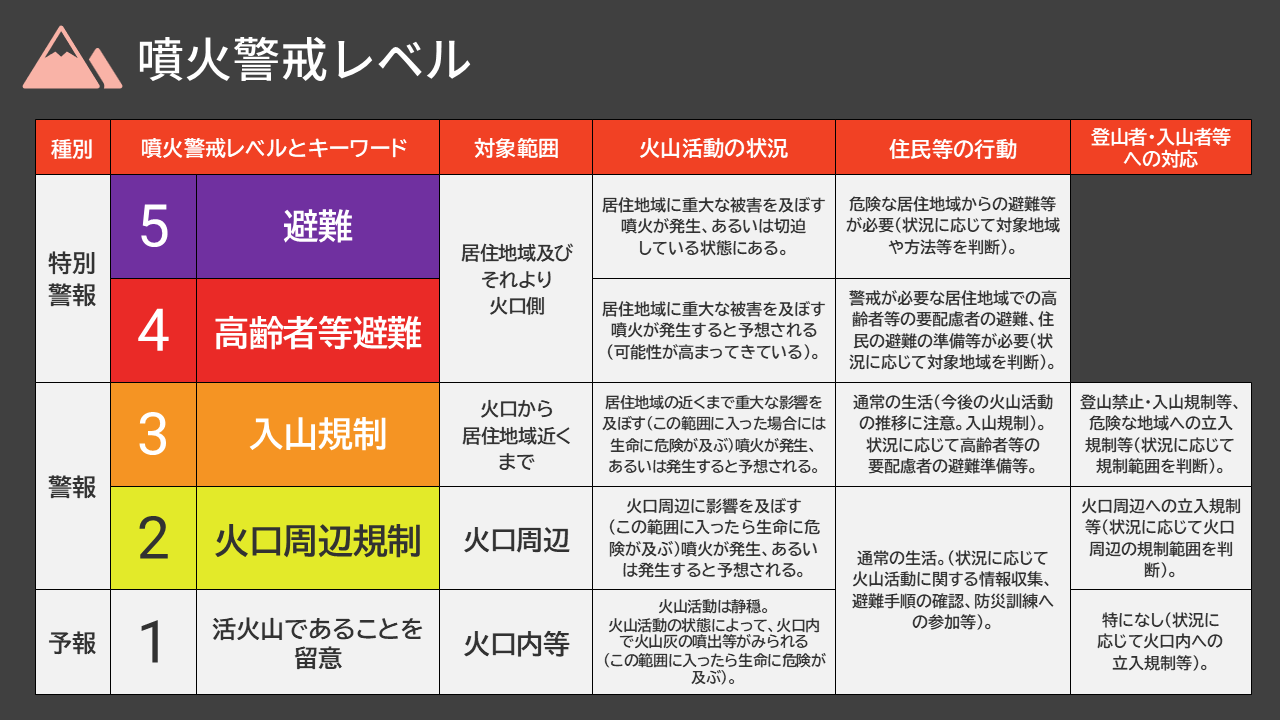 噴火警戒レベル
種別
噴火警戒レベルとキーワード
対象範囲
火山活動の状況
住民等の行動
登山者・入山者等
への対応
特別
警報
5
避難
居住地域及び
それより
火口側
居住地域に重大な被害を及ぼす
噴火が発生、あるいは切迫
している状態にある。
危険な居住地域からの避難等
が必要(状況に応じて対象地域
や方法等を判断)。
4
高齢者等避難
居住地域に重大な被害を及ぼす
噴火が発生すると予想される
(可能性が高まってきている)。
警戒が必要な居住地域での高
齢者等の要配慮者の避難、住
民の避難の準備等が必要(状
況に応じて対象地域を判断)。
警報
3
入山規制
火口から
居住地域近く
まで
居住地域の近くまで重大な影響を
及ぼす(この範囲に入った場合には
生命に危険が及ぶ)噴火が発生、
あるいは発生すると予想される。
通常の生活(今後の火山活動
の推移に注意。入山規制)。
状況に応じて高齢者等の
要配慮者の避難準備等。
登山禁止・入山規制等、
危険な地域への立入
規制等(状況に応じて
規制範囲を判断)。
2
火口周辺規制
火口周辺
火口周辺に影響を及ぼす
(この範囲に入ったら生命に危
険が及ぶ)噴火が発生、あるい
は発生すると予想される。
通常の生活。(状況に応じて
火山活動に関する情報収集、
避難手順の確認、防災訓練へ
の参加等)。
火口周辺への立入規制
等(状況に応じて火口
周辺の規制範囲を判
断)。
予報
1
活火山であることを
留意
火口内等
火山活動は静穏。
火山活動の状態によって、火口内
で火山灰の噴出等がみられる
(この範囲に入ったら生命に危険が
及ぶ)。
特になし(状況に
応じて火口内への
立入規制等)。